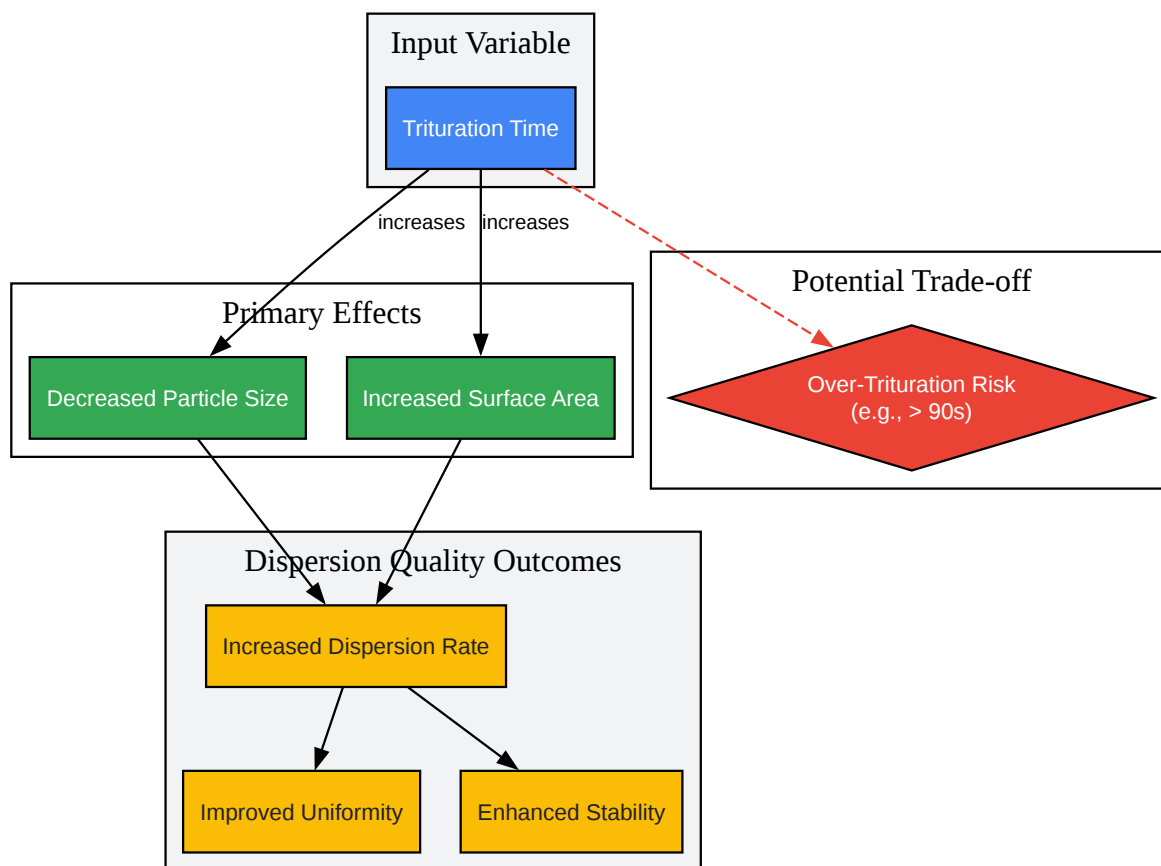 Input Variable
Trituration Time
increases
increases
Primary Effects
Decreased Particle Size
Increased Surface Area
Potential Trade-off
Over-Trituration Risk
(e.g., > 90s)
Dispersion Quality Outcomes
Increased Dispersion Rate
Improved Uniformity
Enhanced Stability